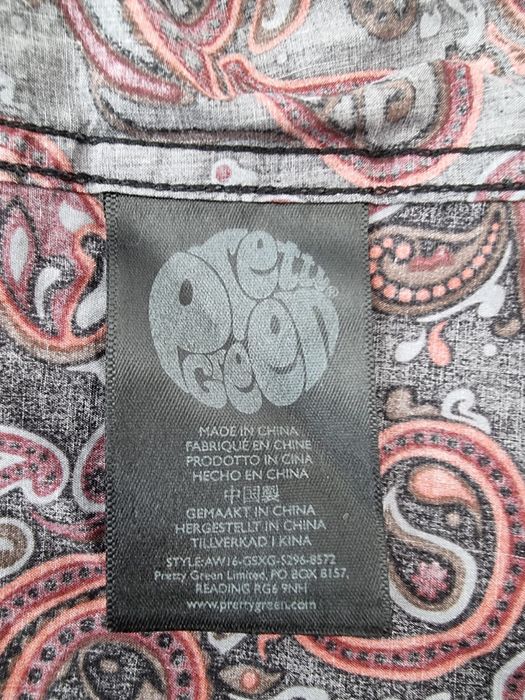 Pretty
Green
MADE IN CHINA
FABRIQUÉ EN CHINE
PRODOTTO IN CINA
HECHO EN CHINA
中国製
GEMAAKT IN CHINA
HERGESTELLT IN CHINA
TILLVERKAD I KINA
STYLE:AW16-GSXG-S296-8572
Pretty Green Limited, PO BOX 8157,
READING RG6 9NH
www.prettygreen.com